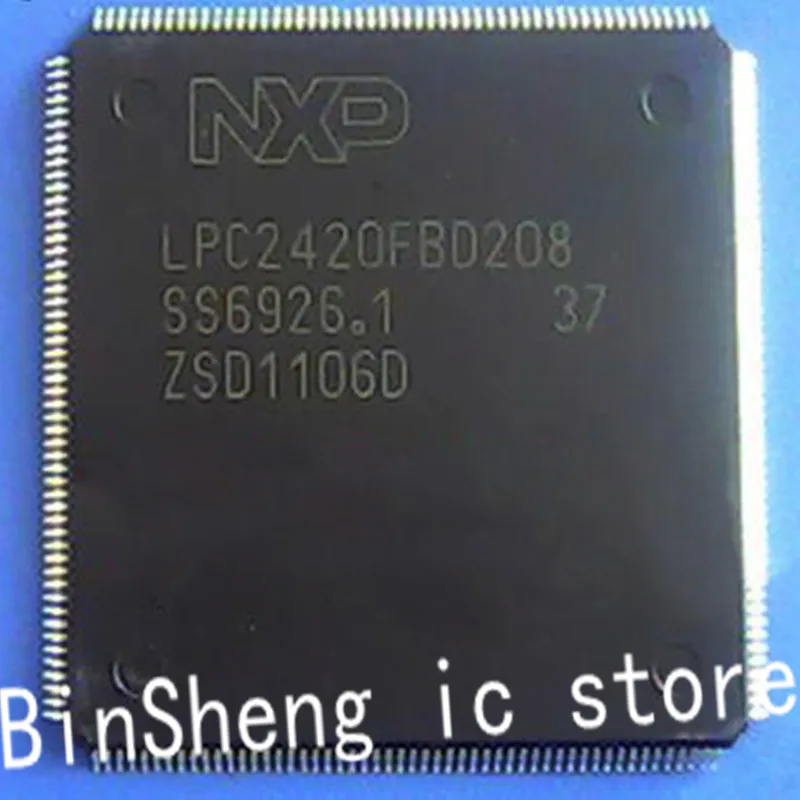 NXP
LPC2420FBD208
SS6926.1 37
ZSD1106D
BinSheng ic store